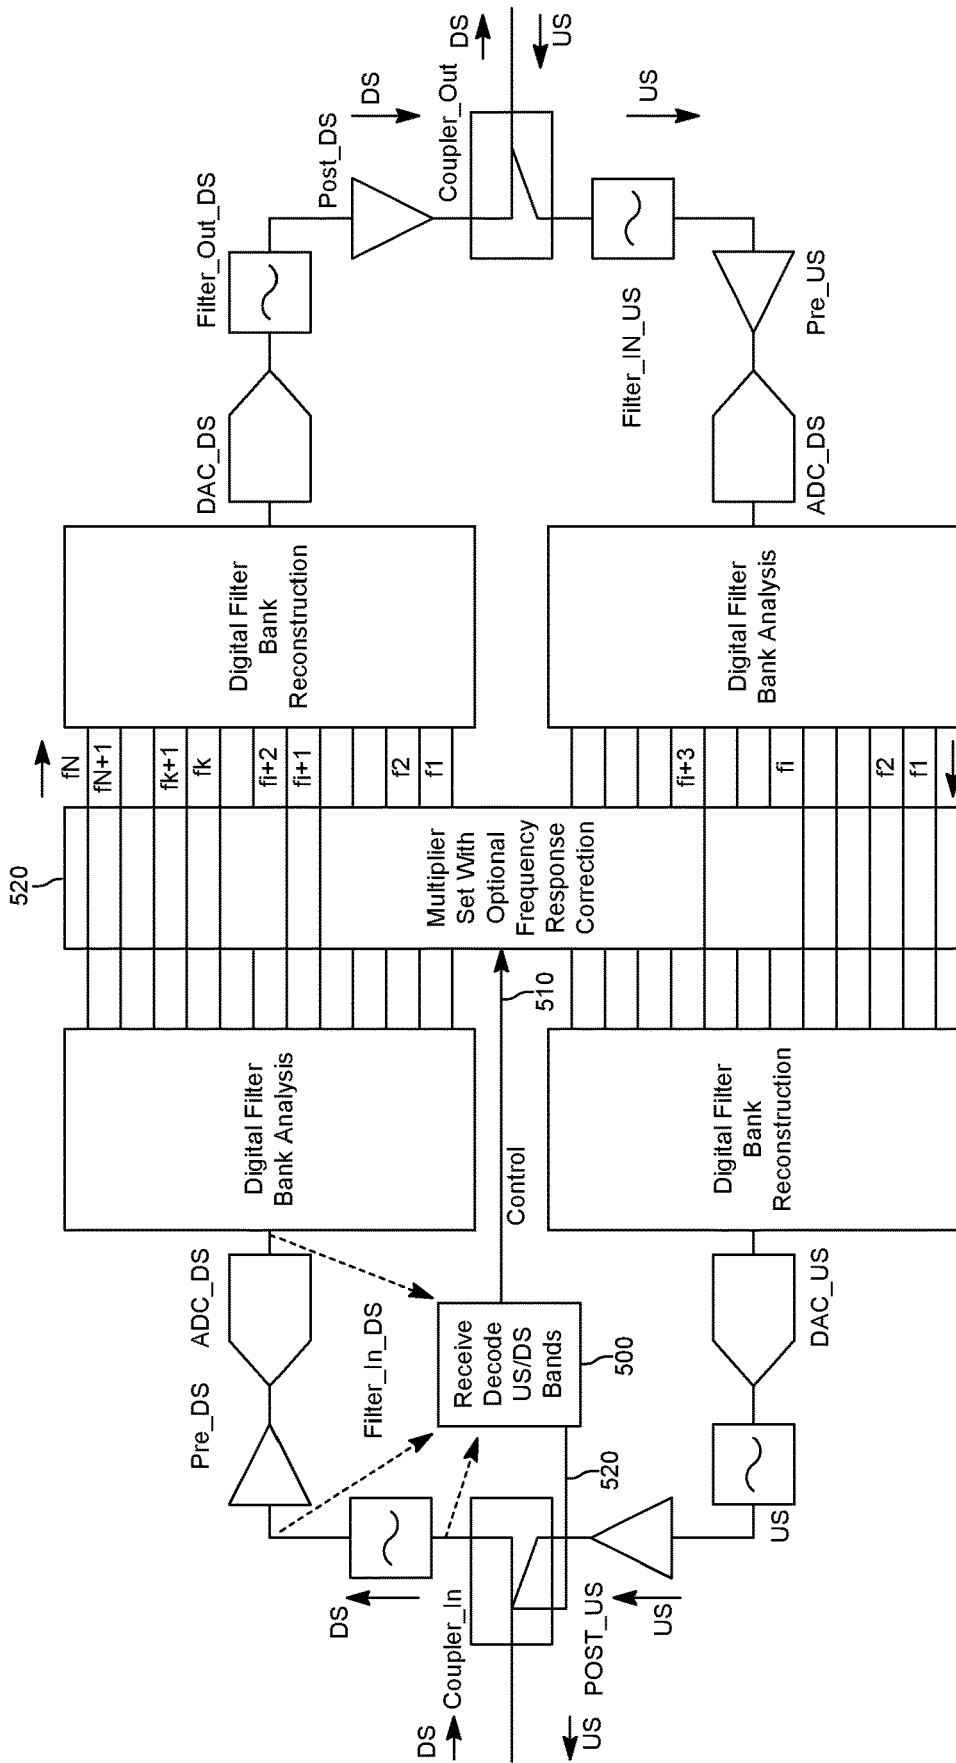 DS
Coupler_In
US
DS
Filter_In_DS
Pre_DS
ADC_DS
Digital Filter
Bank Analysis
520
fN
fN+1
fk+1
fk
fi+2
fi+1
f2
f1
Digital Filter
Bank
Reconstruction
DAC_DS
Filter_Out_DS
Post_DS
DS
Coupler_Out
DS
US
Receive
Decode
US/DS
Bands
500
520
Control
510
Multiplier
Set With
Optional
Frequency
Response
Correction
POST_US
US
US
DAC_US
Digital Filter
Bank
Reconstruction
fi+3
fi
f2
f1
Digital Filter
Bank Analysis
ADC_DS
Pre_US
Filter_IN_US
US